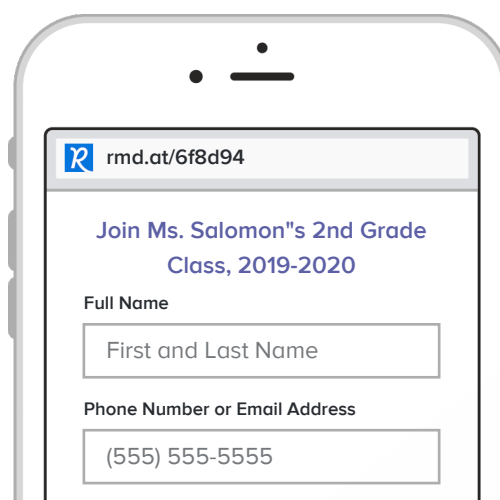 R rmd.at/6f8d94
Join Ms. Salomon"s 2nd Grade
Class, 2019-2020
Full Name
First and Last Name
Phone Number or Email Address
(555) 555-5555